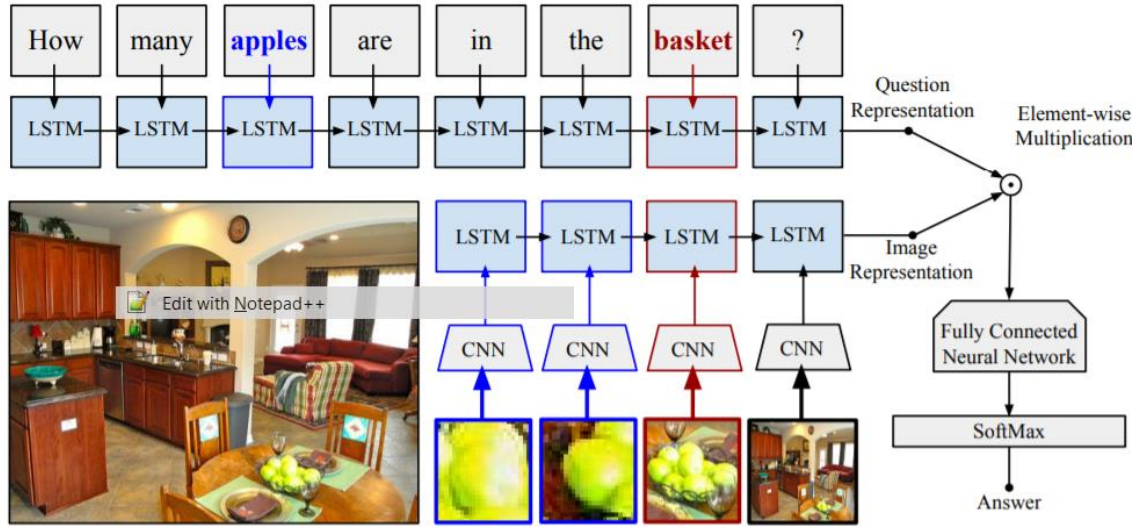 How many apples are in the basket ?
LSTM LSTM LSTM LSTM LSTM LSTM LSTM LSTM
Question
Representation
Element-wise
Multiplication
LSTM LSTM LSTM LSTM
Image
Representation
Edit with Notepad++
CNN CNN CNN CNN
Fully Connected
Neural Network
SoftMax
Answer